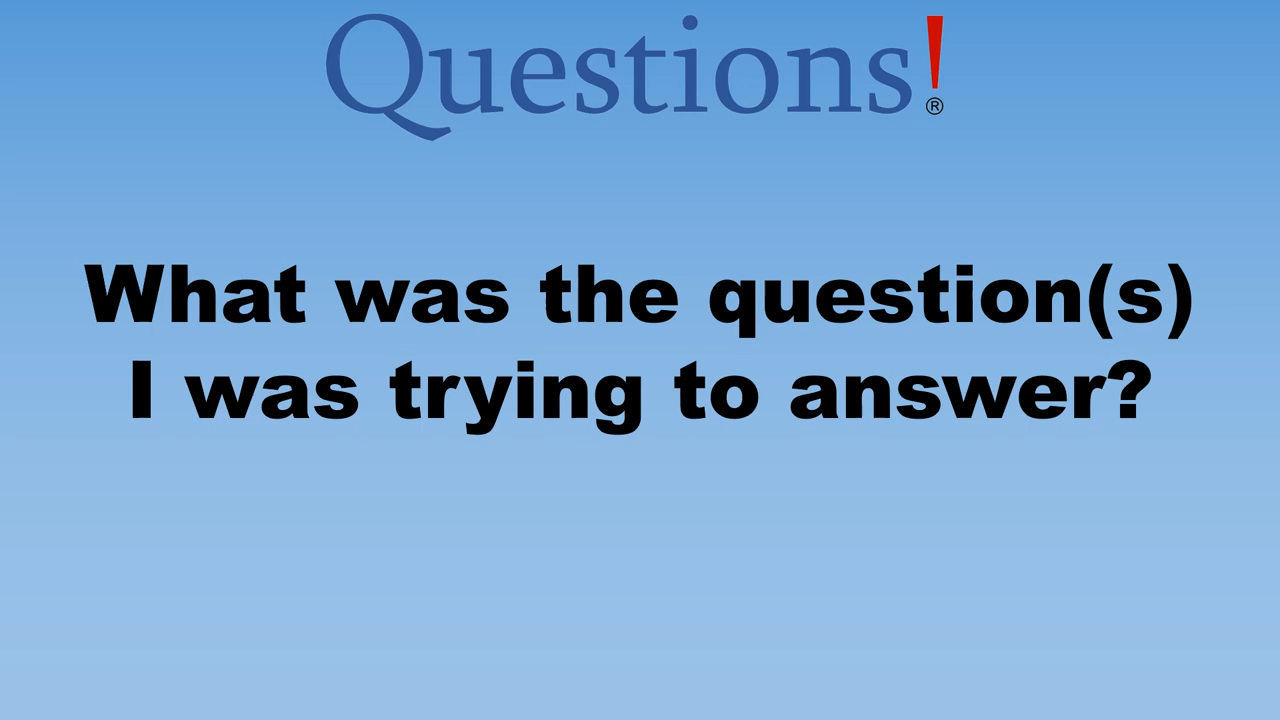 Questions!®
What was the question(s)
I was trying to answer?